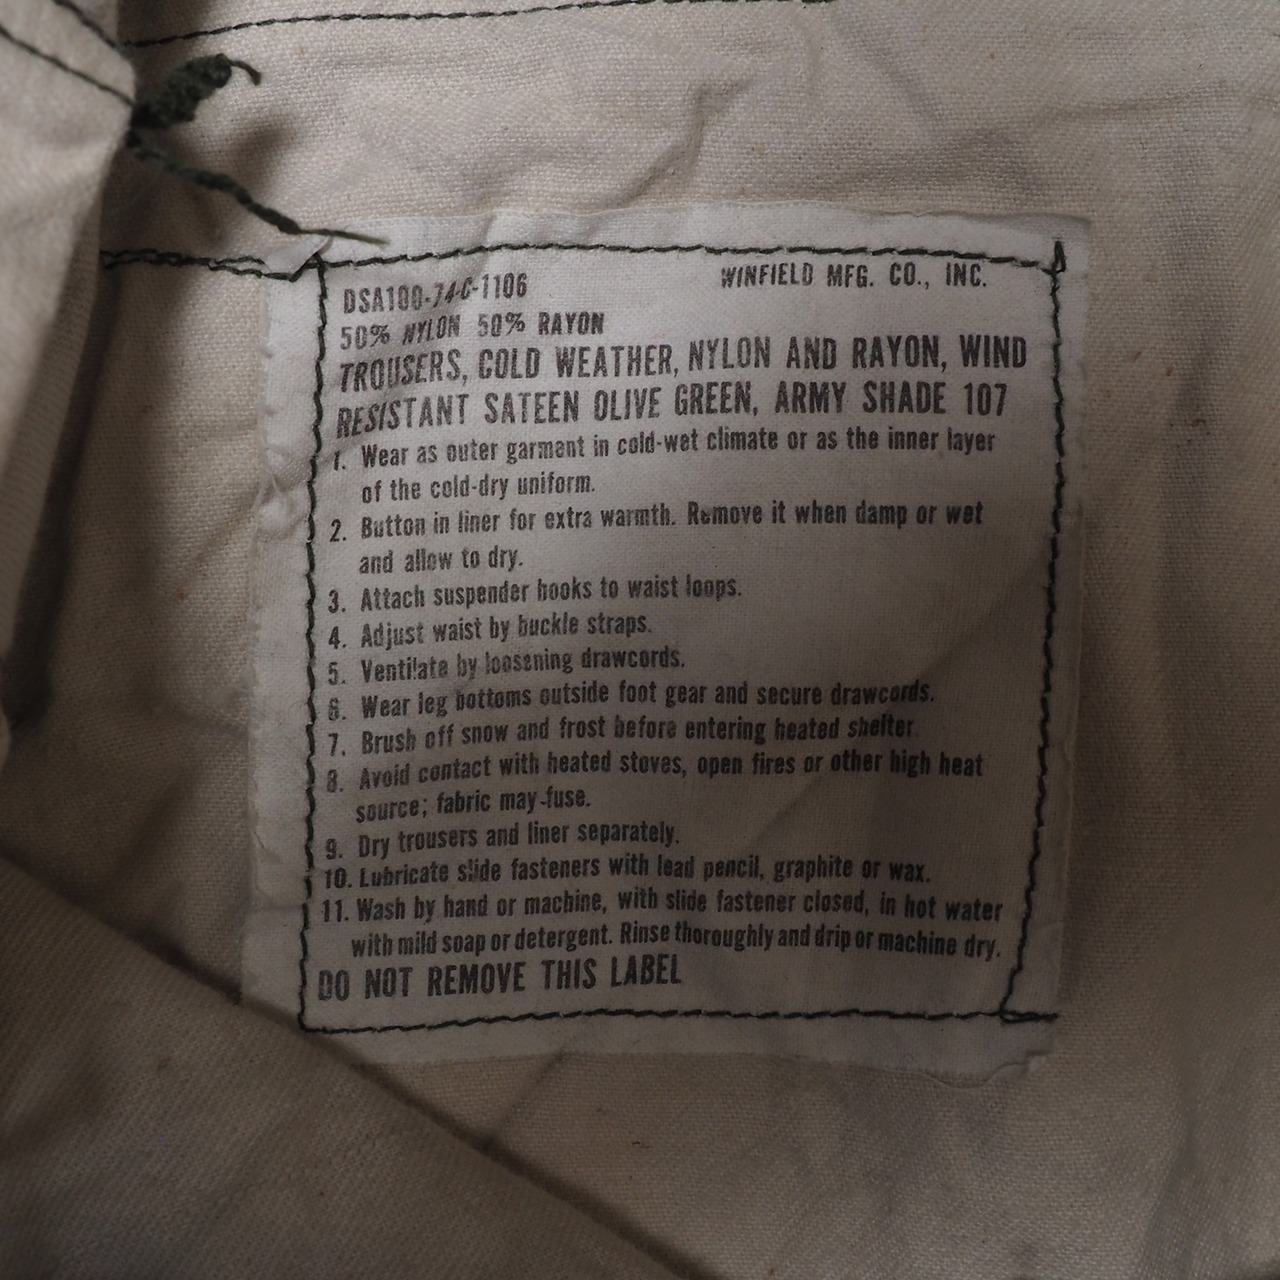 DSA100-74-C-1106
WINFIELD MFG. CO., INC.
50% NYLON 50% RAYON
TROUSERS, COLD WEATHER, NYLON AND RAYON, WIND
RESISTANT SATEEN OLIVE GREEN, ARMY SHADE 107
1. Wear as outer garment in cold-wet climate or as the inner layer
of the cold-dry uniform.
2. Button in liner for extra warmth. Remove it when damp or wet
and allow to dry.
3. Attach suspender hooks to waist loops.
4. Adjust waist by buckle straps.
5. Ventilate by loosening drawcords.
6. Wear leg bottoms outside foot gear and secure drawcords.
7. Brush off snow and frost before entering heated shelter.
8. Avoid contact with heated stoves, open fires or other high heat
source; fabric may fuse.
9. Dry trousers and liner separately.
10. Lubricate slide fasteners with lead pencil, graphite or wax.
11. Wash by hand or machine, with slide fastener closed, in hot water
with mild soap or detergent. Rinse thoroughly and drip or machine dry.
DO NOT REMOVE THIS LABEL